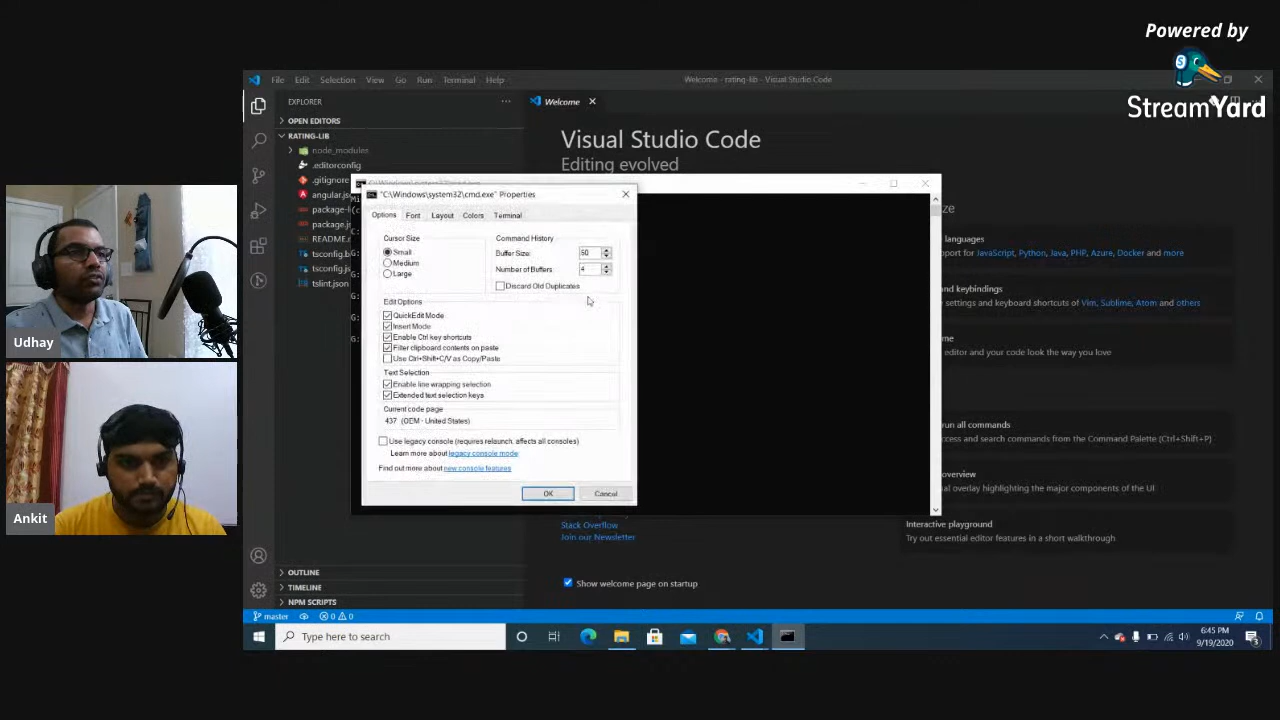 Powered by
StreamYard
File Edit Selection View Go Run Terminal Help
Welcome - rating-lib - Visual Studio Code
EXPLORER
Welcome
OPEN EDITORS
RATING-LIB
node_modules
.editorconfig
.gitignore
angular.js
package-l
package.j
README.m
tsconfig.b
tsconfig.js
tslint.json
Visual Studio Code
Editing evolved
"C:\Windows\system32\cmd.exe" Properties
Options Font Layout Colors Terminal
Cursor Size
Small
Medium
Large
Command History
Buffer Size: 50
Number of Buffers: 4
Discard Old Duplicates
Edit Options
QuickEdit Mode
Insert Mode
Enable Ctrl key shortcuts
Filter clipboard contents on paste
Use Ctrl+Shift+C/V as Copy/Paste
Text Selection
Enable line wrapping selection
Extended text selection keys
Current code page
437 (OEM - United States)
Use legacy console (requires relaunch, affects all consoles)
Learn more about legacy console mode
Find out more about new console features
OK Cancel
languages
port for JavaScript, Python, Java, PHP, Azure, Docker and more
and keybindings
settings and keyboard shortcuts of Vim, Sublime, Atom and others
me
editor and your code look the way you love
run all commands
ccess and search commands from the Command Palette (Ctrl+Shift+P)
overview
al overlay highlighting the major components of the UI
Interactive playground
Try out essential editor features in a short walkthrough
Stack Overflow
Join our Newsletter
Show welcome page on startup
OUTLINE
TIMELINE
NPM SCRIPTS
master 0 0
Type here to search
6:45 PM
9/19/2020
3
Udhay
Ankit